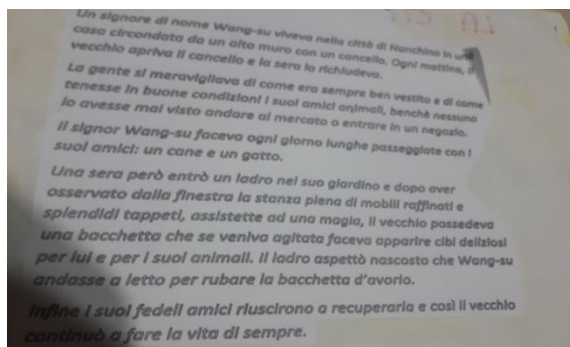 LA
Un signore di nome Wang-su viveva nella città di Nanchino in una
casa circondata da un alto muro con un cancello. Ogni mattina, il
vecchio apriva il cancello e la sera lo richiudeva.
La gente si meravigliava di come era sempre ben vestito e di come
tenesse in buone condizioni i suoi amici animali, benchè nessuno
lo avesse mai visto andare al mercato o entrare in un negozio.
Il signor Wang-su faceva ogni giorno lunghe passeggiate con i
suoi amici: un cane e un gatto.
Una sera però entrò un ladro nel suo giardino e dopo aver
osservato dalla finestra la stanza piena di mobili raffinati e
splendidi tappeti, assistette ad una magia, il vecchio possedeva
una bacchetta che se veniva agitata faceva apparire cibi deliziosi
per lui e per i suoi animali. Il ladro aspettò nascosto che Wang-su
andasse a letto per rubare la bacchetta d'avorio.
Infine i suoi fedeli amici riuscirono a recuperarla e così il vecchio
continuò a fare la vita di sempre.